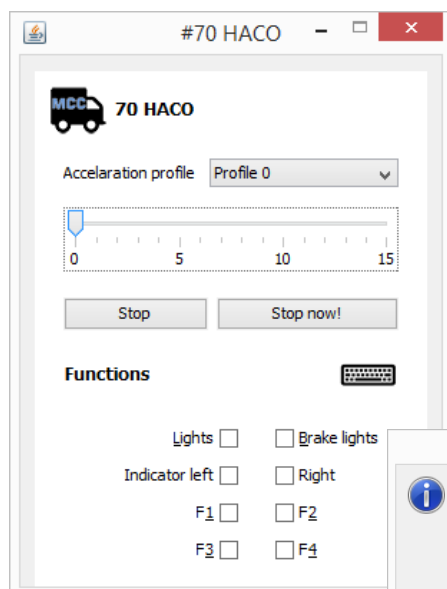 #70 HACO
MCC 70 HACO
Accelaration profile Profile 0
0 5 10 15
Stop Stop now!
Functions
Lights Brake lights
Indicator left Right
F1 F2
F3 F4